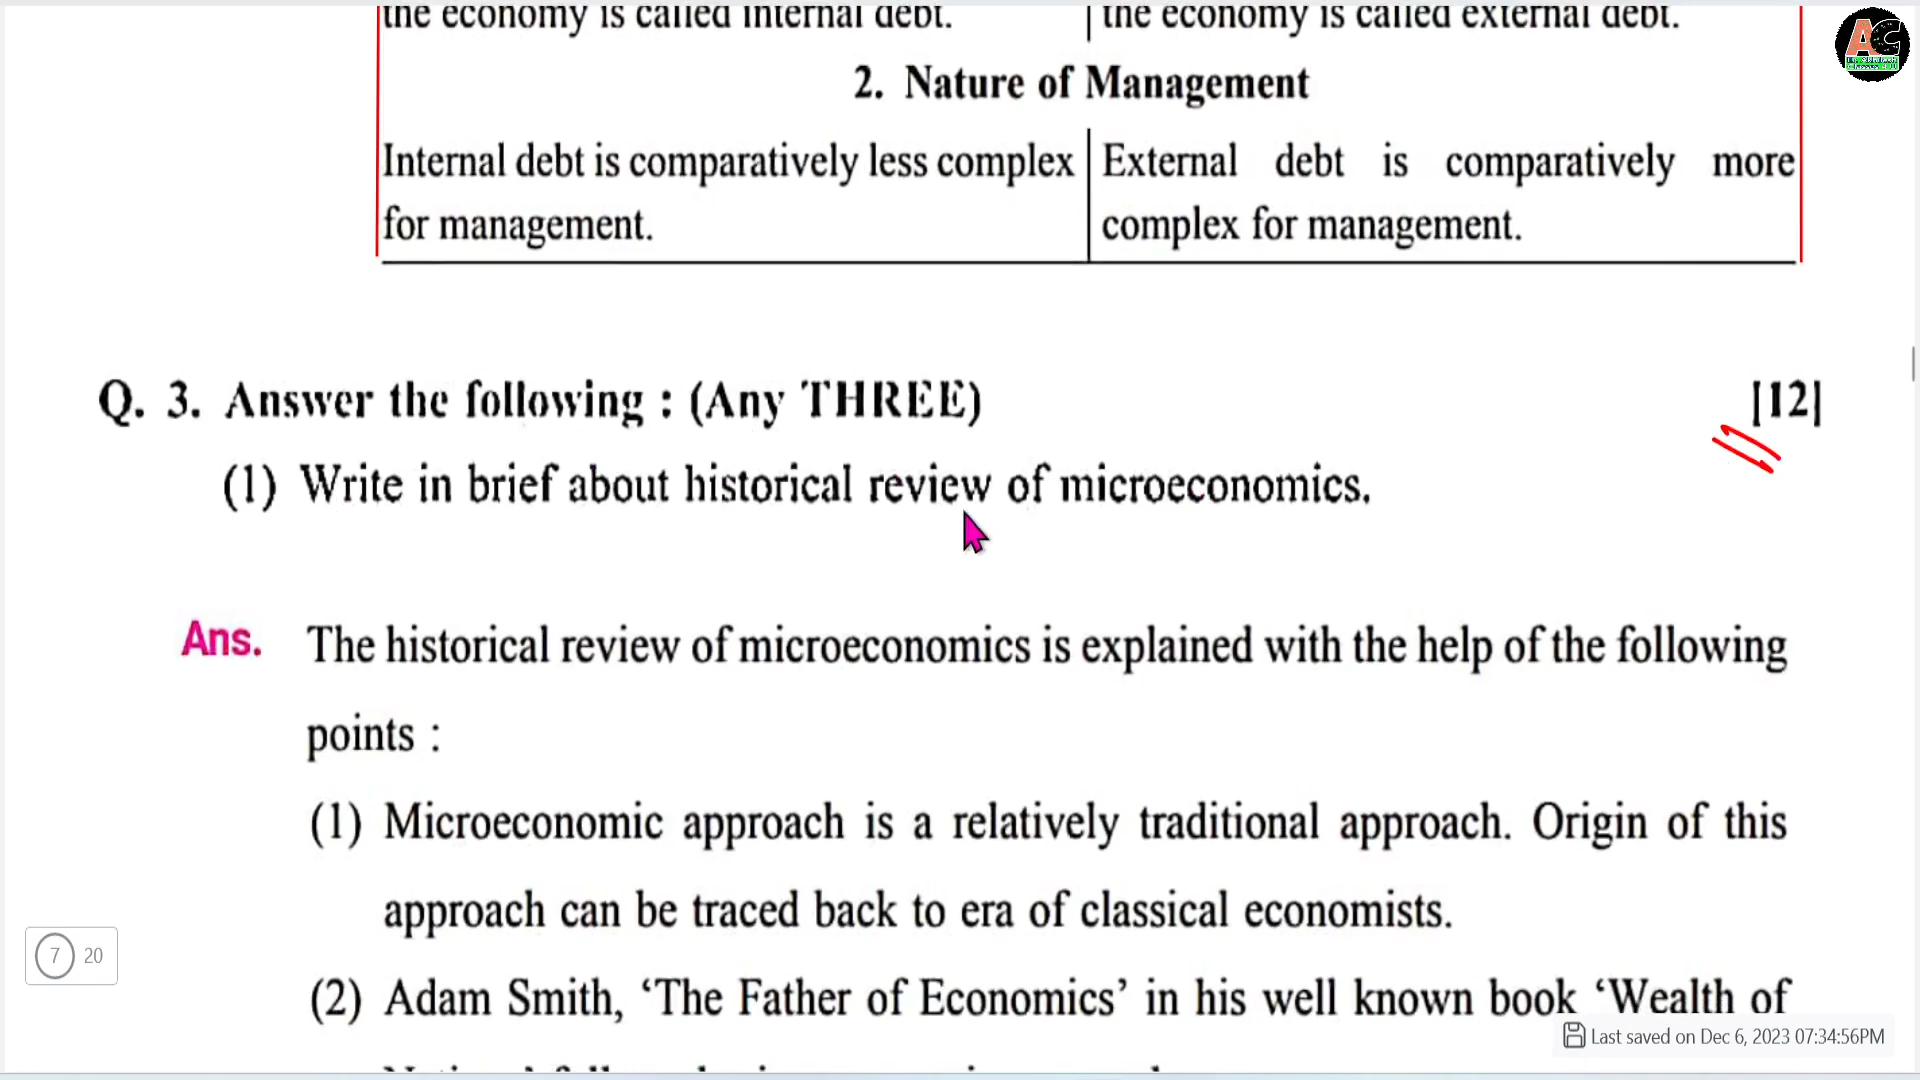 the economy is called internal debt. the economy is called external debt.
AC
2. Nature of Management
Internal debt is comparatively less complex External debt is comparatively more
for management. complex for management.
Q. 3. Answer the following : (Any THREE) [12]
(1) Write in brief about historical review of microeconomics.
Ans. The historical review of microeconomics is explained with the help of the following
points :
(1) Microeconomic approach is a relatively traditional approach. Origin of this
approach can be traced back to era of classical economists.
7 20
(2) Adam Smith, ‘The Father of Economics’ in his well known book ‘Wealth of
Last saved on Dec 6, 2023 07:34:56PM